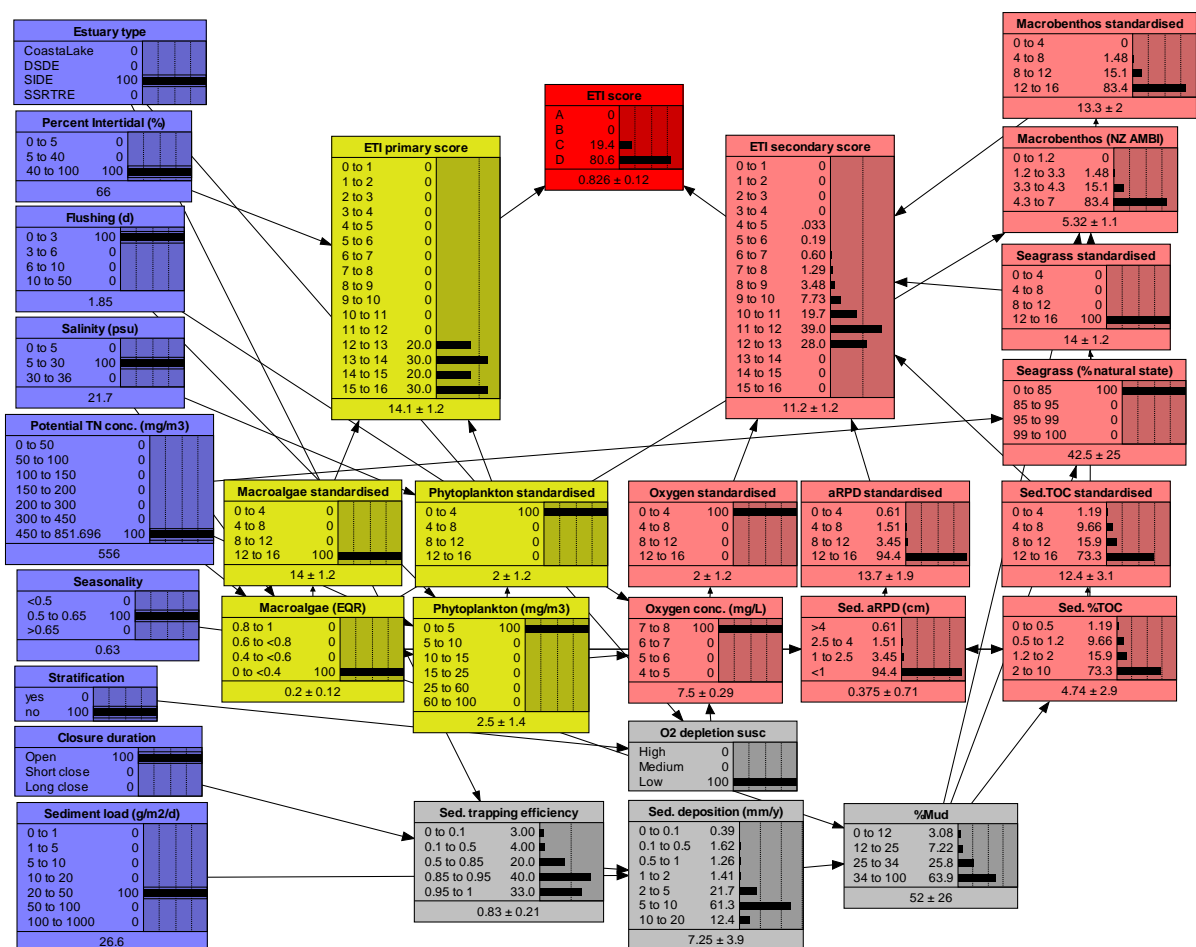 Estuary type
CoastaLake 0
DSDE 0
SIDE 100
SSRTRE 0
Percent Intertidal (%)
0 to 5 0
5 to 40 0
40 to 100 100
66
Flushing (d)
0 to 3 100
3 to 6 0
6 to 10 0
10 to 50 0
1.85
Salinity (psu)
0 to 5 0
5 to 30 100
30 to 36 0
21.7
Potential TN conc. (mg/m3)
0 to 50 0
50 to 100 0
100 to 150 0
150 to 200 0
200 to 300 0
300 to 450 0
450 to 851.696 100
556
Seasonality
<0.5 0
0.5 to 0.65 100
>0.65 0
0.63
Stratification
yes 0
no 100
Closure duration
Open 100
Short close 0
Long close 0
Sediment load (g/m2/d)
0 to 1 0
1 to 5 0
5 to 10 0
10 to 20 0
20 to 50 100
50 to 100 0
100 to 1000 0
26.6
ETI primary score
0 to 1 0
1 to 2 0
2 to 3 0
3 to 4 0
4 to 5 0
5 to 6 0
6 to 7 0
7 to 8 0
8 to 9 0
9 to 10 0
10 to 11 0
11 to 12 0
12 to 13 20.0
13 to 14 30.0
14 to 15 20.0
15 to 16 30.0
14.1 ± 1.2
ETI score
A 0
B 0
C 19.4
D 80.6
0.826 ± 0.12
ETI secondary score
0 to 1 0
1 to 2 0
2 to 3 0
3 to 4 0
4 to 5 .033
5 to 6 0.19
6 to 7 0.60
7 to 8 1.29
8 to 9 3.48
9 to 10 7.73
10 to 11 19.7
11 to 12 39.0
12 to 13 28.0
13 to 14 0
14 to 15 0
15 to 16 0
11.2 ± 1.2
Macrobenthos standardised
0 to 4 0
4 to 8 1.48
8 to 12 15.1
12 to 16 83.4
13.3 ± 2
Macrobenthos (NZ AMBI)
0 to 1.2 0
1.2 to 3.3 1.48
3.3 to 4.3 15.1
4.3 to 7 83.4
5.32 ± 1.1
Seagrass standardised
0 to 4 0
4 to 8 0
8 to 12 0
12 to 16 100
14 ± 1.2
Seagrass (% natural state)
0 to 85 100
85 to 95 0
95 to 99 0
99 to 100 0
42.5 ± 25
Macroalgae standardised
0 to 4 0
4 to 8 0
8 to 12 0
12 to 16 100
14 ± 1.2
Phytoplankton standardised
0 to 4 100
4 to 8 0
8 to 12 0
12 to 16 0
2 ± 1.2
Oxygen standardised
0 to 4 100
4 to 8 0
8 to 12 0
12 to 16 0
2 ± 1.2
aRPD standardised
0 to 4 0.61
4 to 8 1.51
8 to 12 3.45
12 to 16 94.4
13.7 ± 1.9
Sed.TOC standardised
0 to 4 1.19
4 to 8 9.66
8 to 12 15.9
12 to 16 73.3
12.4 ± 3.1
Macroalgae (EQR)
0.8 to 1 0
0.6 to <0.8 0
0.4 to <0.6 0
0 to <0.4 100
0.2 ± 0.12
Phytoplankton (mg/m3)
0 to 5 100
5 to 10 0
10 to 15 0
15 to 25 0
25 to 60 0
60 to 100 0
2.5 ± 1.4
Oxygen conc. (mg/L)
7 to 8 100
6 to 7 0
5 to 6 0
4 to 5 0
7.5 ± 0.29
Sed. aRPD (cm)
>4 0.61
2.5 to 4 1.51
1 to 2.5 3.45
<1 94.4
0.375 ± 0.71
Sed. %TOC
0 to 0.5 1.19
0.5 to 1.2 9.66
1.2 to 2 15.9
2 to 10 73.3
4.74 ± 2.9
O2 depletion susc
High 0
Medium 0
Low 100
Sed. trapping efficiency
0 to 0.1 3.00
0.1 to 0.5 4.00
0.5 to 0.85 20.0
0.85 to 0.95 40.0
0.95 to 1 33.0
0.83 ± 0.21
Sed. deposition (mm/y)
0 to 0.1 0.39
0.1 to 0.5 1.62
0.5 to 1 1.26
1 to 2 1.41
2 to 5 21.7
5 to 10 61.3
10 to 20 12.4
7.25 ± 3.9
%Mud
0 to 12 3.08
12 to 25 7.22
25 to 34 25.8
34 to 100 63.9
52 ± 26